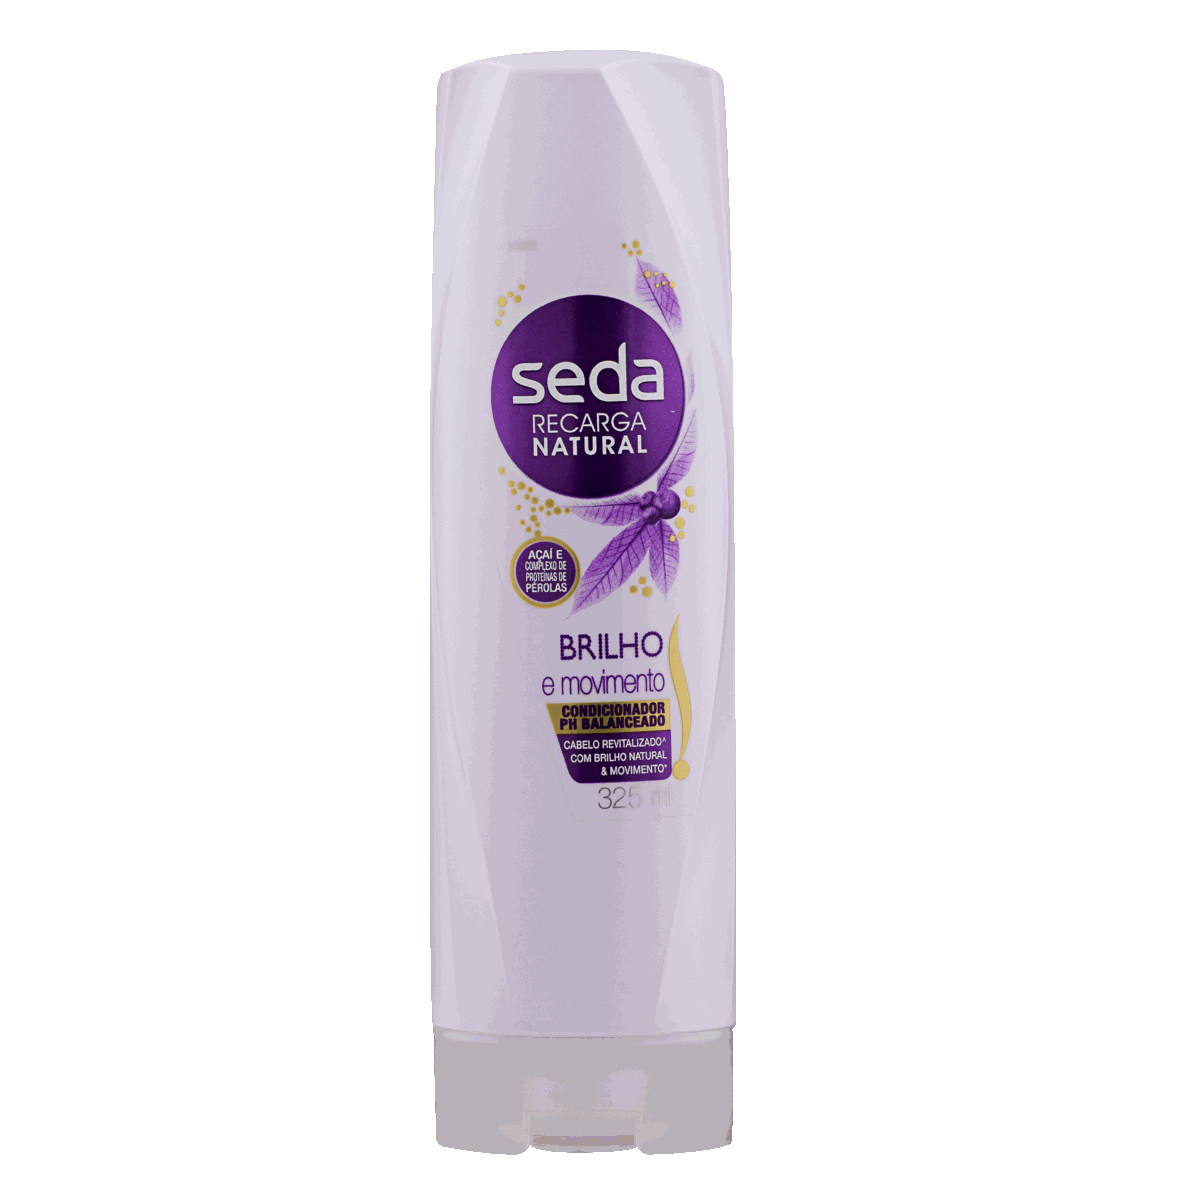 seda
RECARGA
NATURAL
AÇAÍ E
COMPLEXO DE
PROTEÍNAS DE
PÉROLAS
BRILHO
e movimento
CONDICIONADOR
PH BALANCEADO
CABELO REVITALIZADO^
COM BRILHO NATURAL
& MOVIMENTO*
325 ml